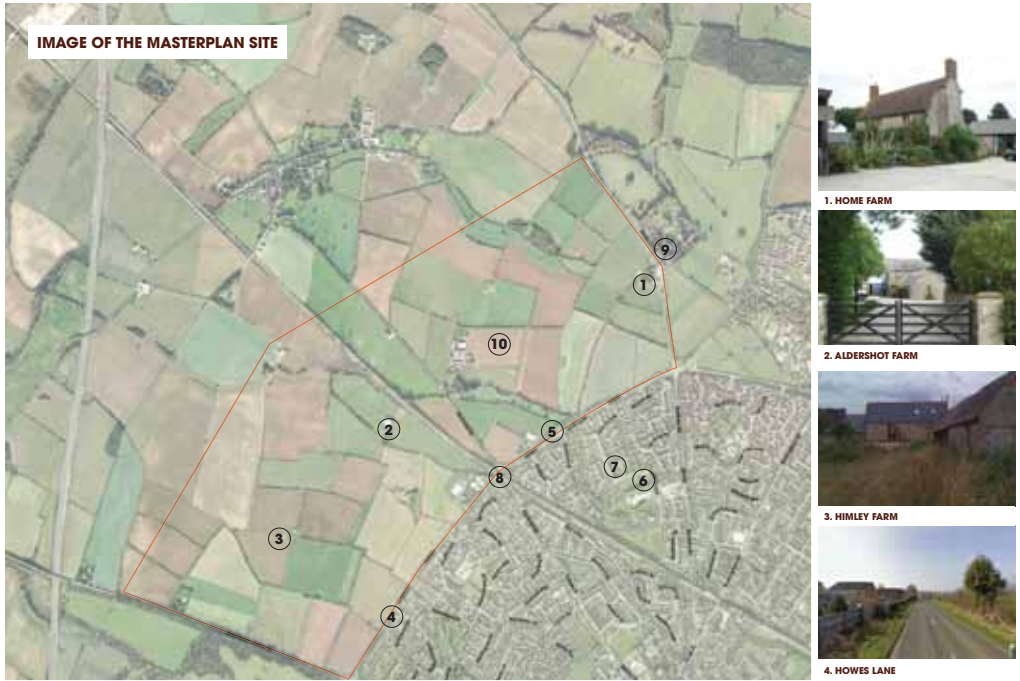 IMAGE OF THE MASTERPLAN SITE
9
1
10
2
5
7
6
8
3
4
1. HOME FARM
2. ALDERSHOT FARM
3. HIMLEY FARM
4. HOWES LANE